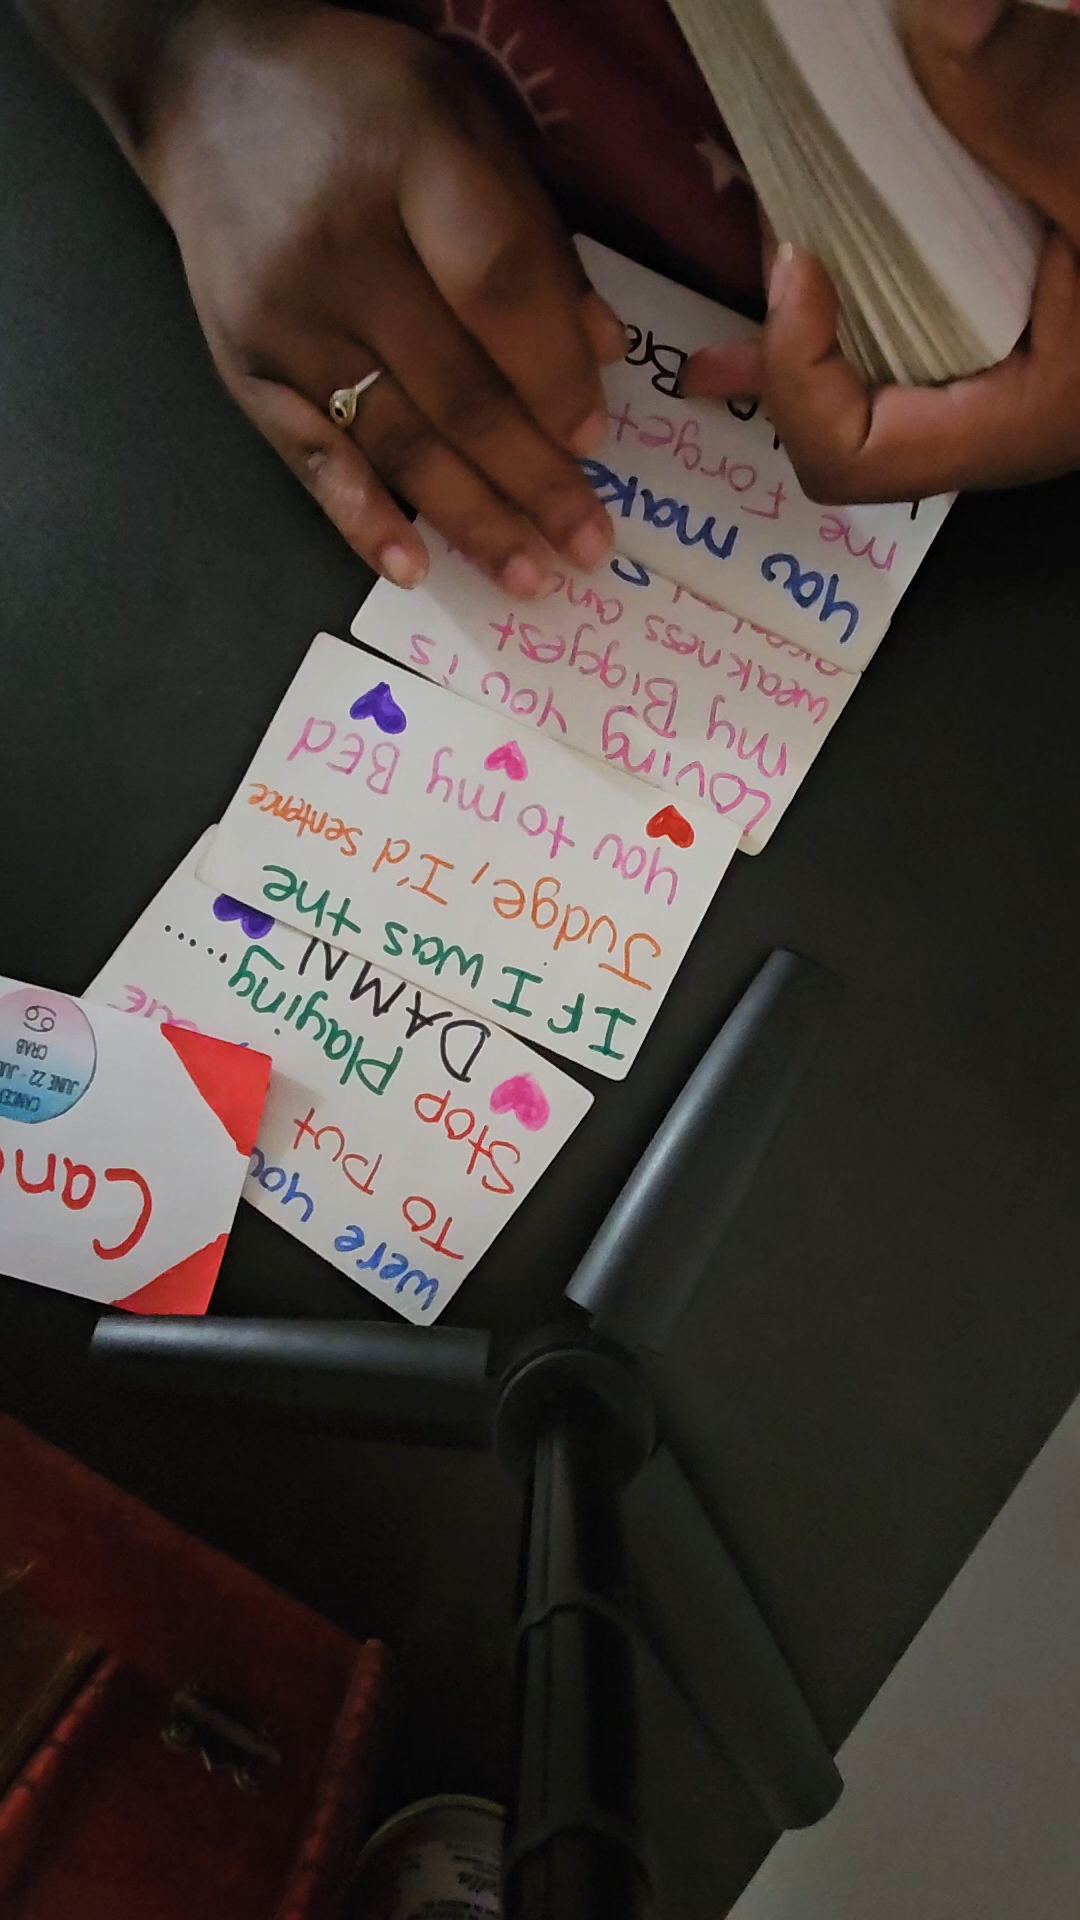 you make
me Forget
Loving you is
my Biggest
weakness and
If I was the
Judge, I'd sentence
you to my BEd
were you
To Put
Stop Playing
DAMN
CANCER
JUNE 22 - JU
CRAB